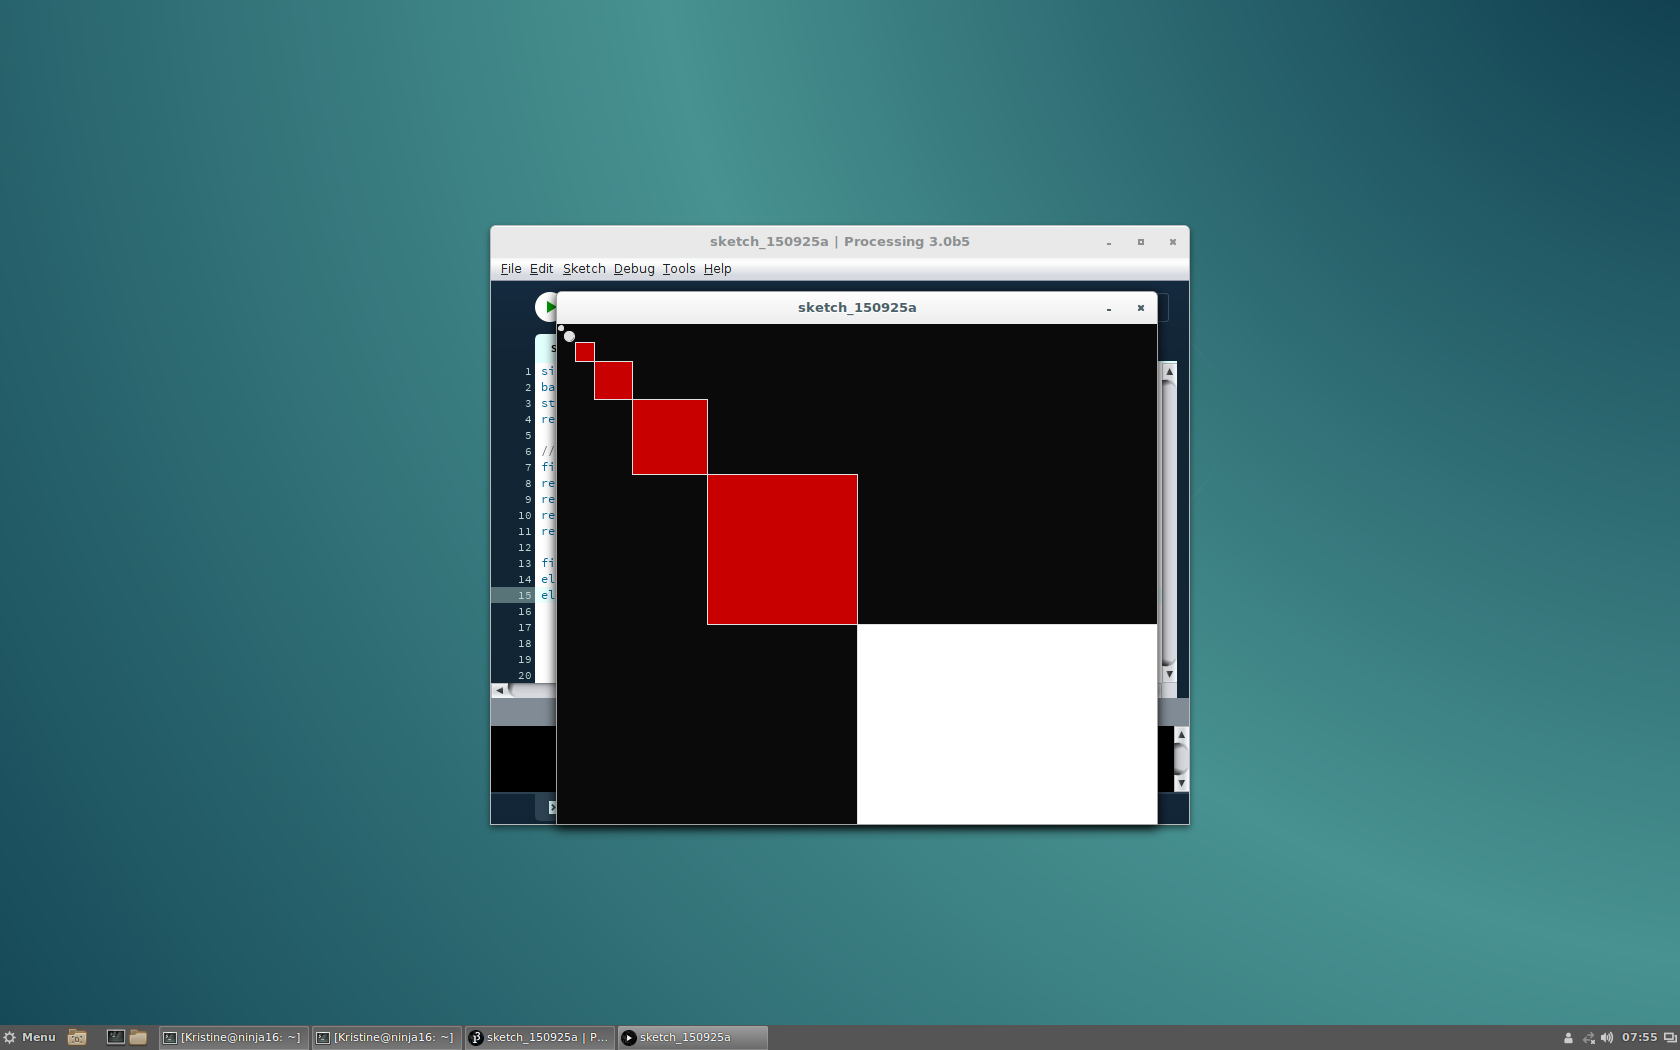 sketch_150925a | Processing 3.0b5
File Edit Sketch Debug Tools Help
sketch_150925a
s
1 si
2 ba
3 st
4 re
5
6 //
7 fi
8 re
9 re
10 re
11 re
12
13 fi
14 el
15 el
16
17
18
19
20
Menu [Kristine@ninja16: ~] [Kristine@ninja16: ~] sketch_150925a | P... sketch_150925a 07:55